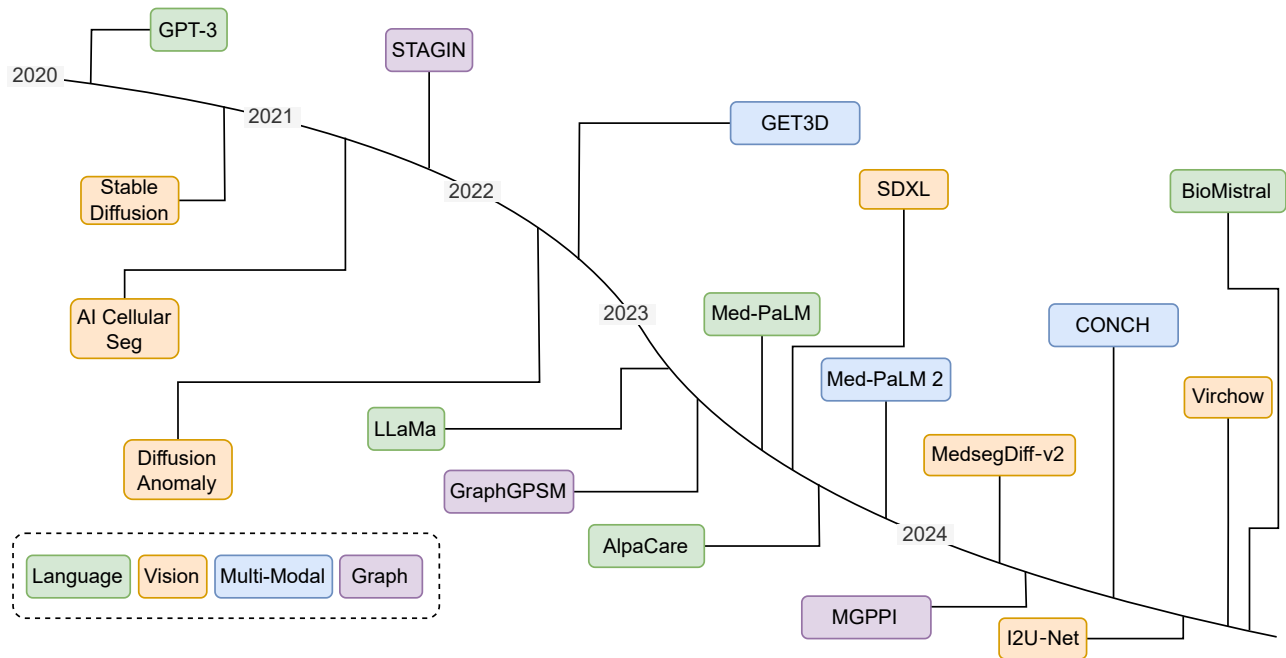 GPT-3
2020
STAGIN
2021
GET3D
Stable
Diffusion
2022
SDXL
BioMistral
AI Cellular
Seg
2023
Med-PaLM
CONCH
Med-PaLM 2
Virchow
LLaMa
Diffusion
Anomaly
MedsegDiff-v2
GraphGPSM
2024
AlpaCare
Language
Vision
Multi-Modal
Graph
MGPPI
I2U-Net